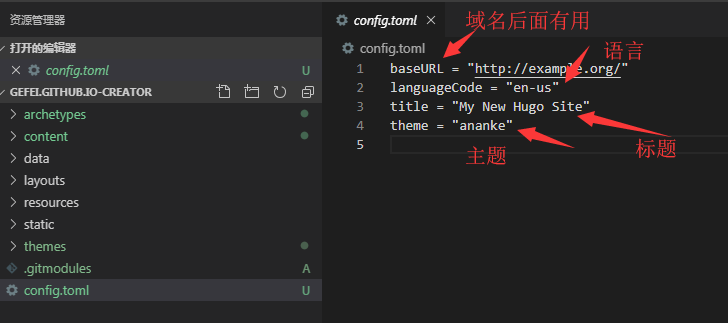 资源管理器
打开的编辑器
config.toml U
GEFEI.GITHUB.IO-CREATOR
archetypes
content
data
layouts
resources
static
themes
.gitmodules A
config.toml U
config.toml
config.toml
域名后面有用
语言
1 baseURL = "http://example.org/"
2 languageCode = "en-us"
3 title = "My New Hugo Site"
4 theme = "ananke"
5
主题
标题